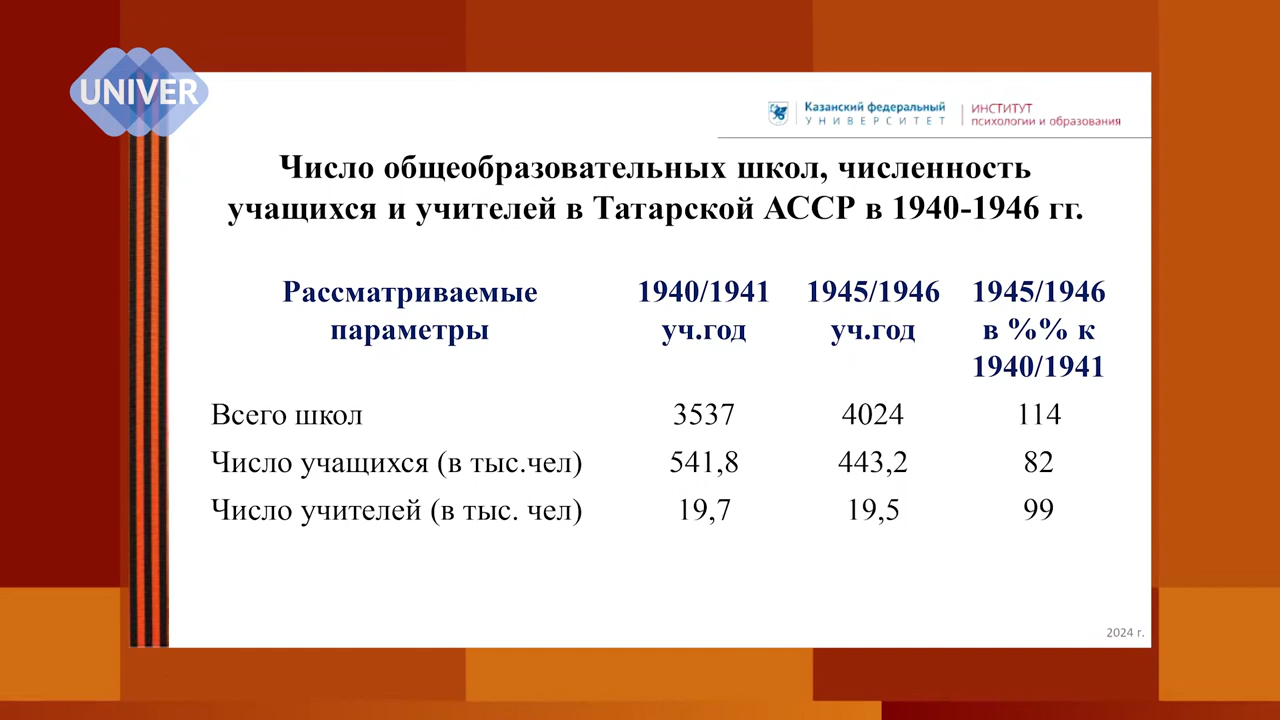 UNIVER
Казанский федеральный
УНИВЕРСИТЕТ
ИНСТИТУТ
психологии и образования
Число общеобразовательных школ, численность
учащихся и учителей в Татарской АССР в 1940-1946 гг.
Рассматриваемые параметры 1940/1941 уч.год 1945/1946 уч.год 1945/1946 в %% к 1940/1941
Всего школ 3537 4024 114
Число учащихся (в тыс.чел) 541,8 443,2 82
Число учителей (в тыс. чел) 19,7 19,5 99
2024 г.